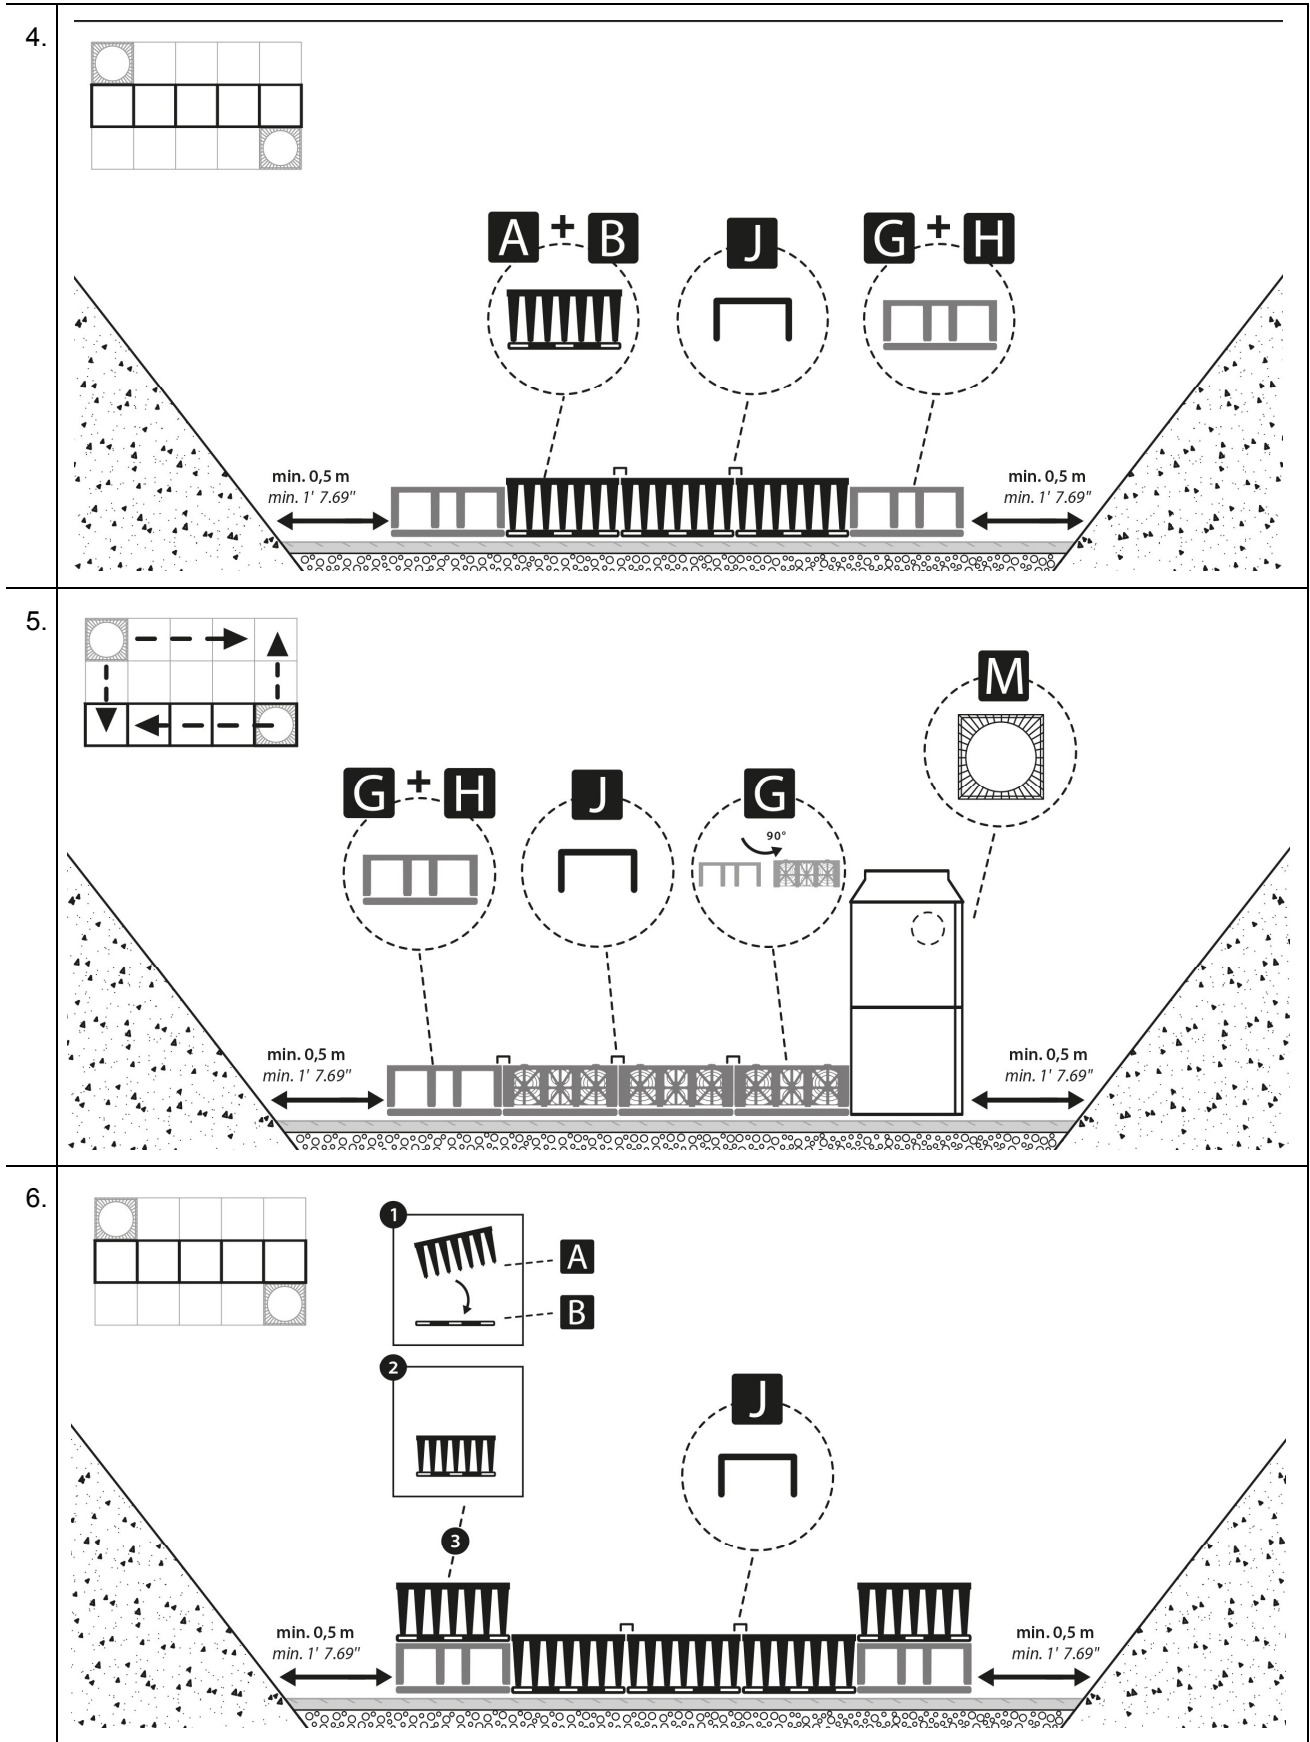 4.
A + B
J
G + H
min. 0,5 m
min. 1' 7.69"
min. 0,5 m
min. 1' 7.69"
5.
M
G + H
J
G
90°
min. 0,5 m
min. 1' 7.69"
min. 0,5 m
min. 1' 7.69"
6.
1
A
B
2
J
3
min. 0,5 m
min. 1' 7.69"
min. 0,5 m
min. 1' 7.69"